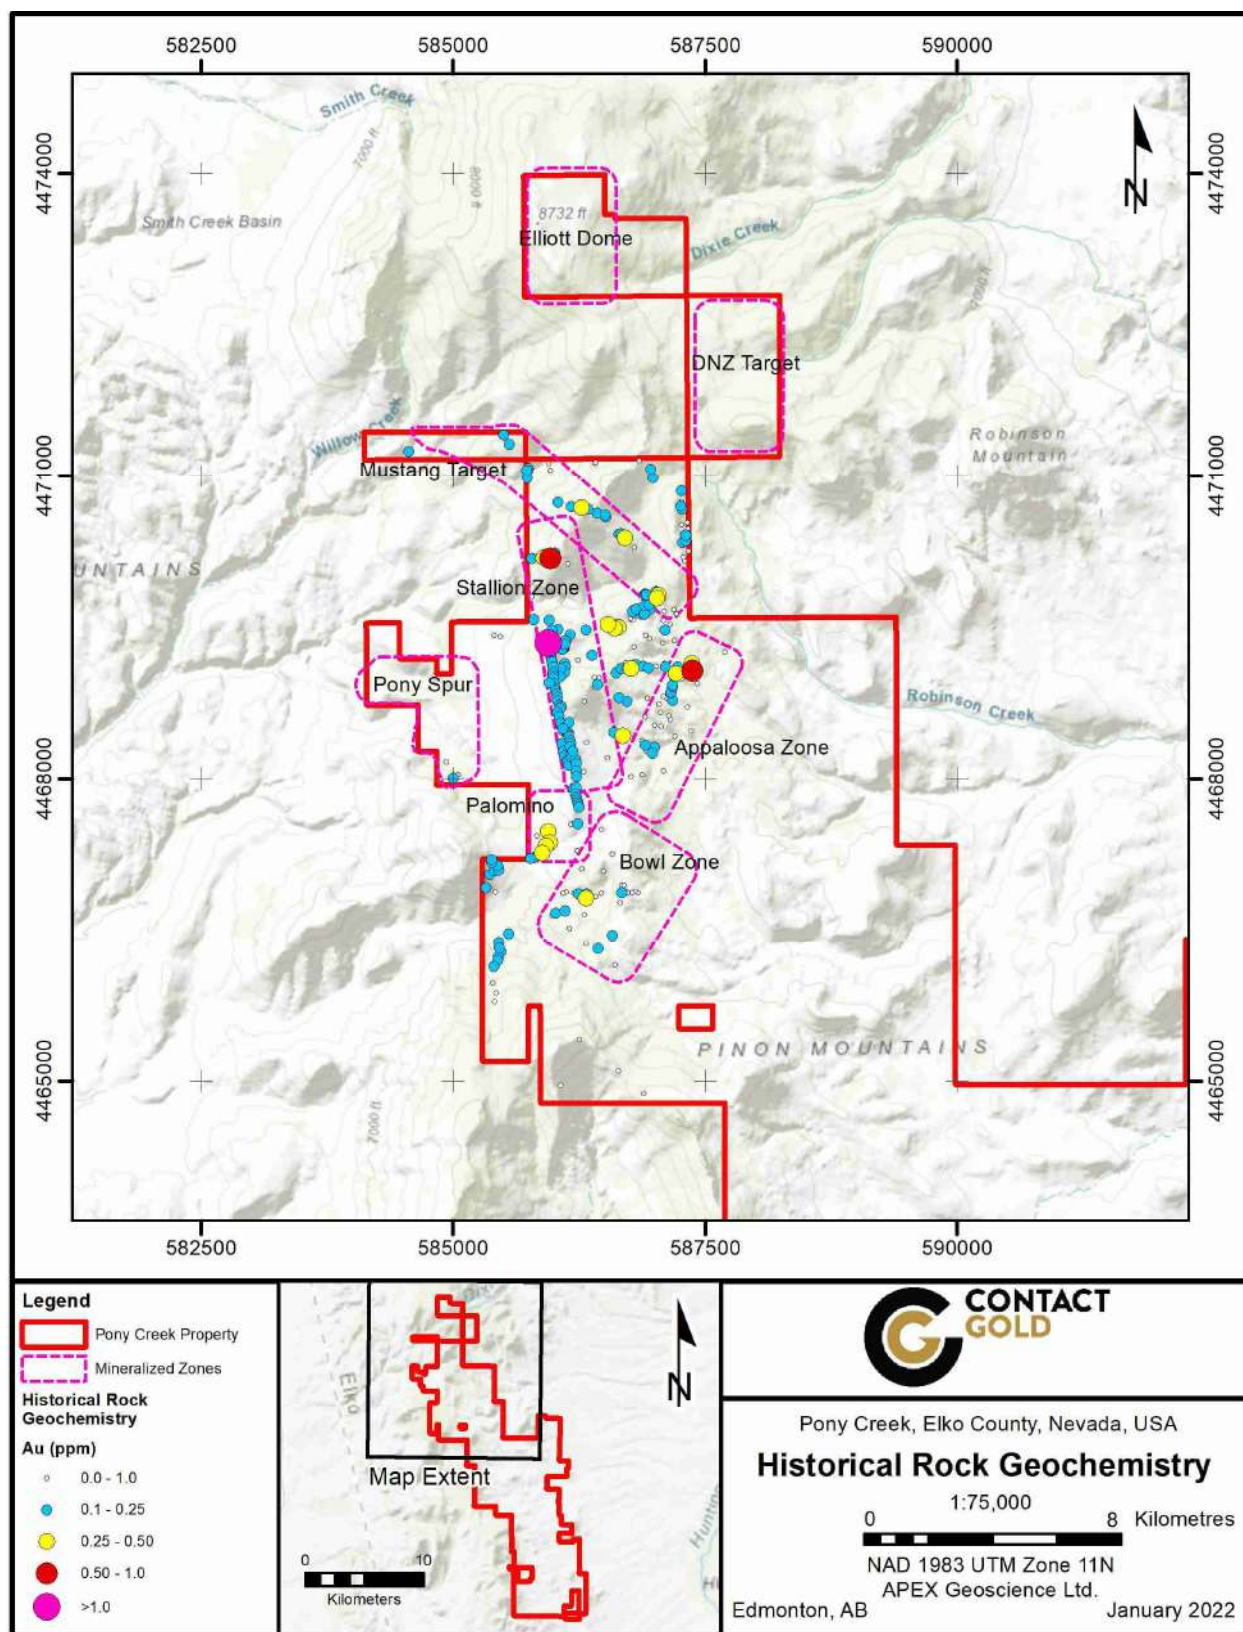 582500 585000 587500 590000
Smith Creek
7000 ft
8000 ft
4474000
4474000
N
Smith Creek Basin
8732 ft
Elliott Dome
Dixie Creek
DNZ Target
Willow Creek
Robinson
Mountain
4471000
4471000
Mustang Target
UNTAINS
Stallion Zone
Pony Spur
Robinson Creek
Appaloosa Zone
4468000
4468000
Palomino
Bowl Zone
PINON MOUNTAINS
4465000
4465000
7000 ft
582500 585000 587500 590000
Legend
Pony Creek Property
Mineralized Zones
Historical Rock
Geochemistry
Au (ppm)
0.0 - 1.0
0.1 - 0.25
0.25 - 0.50
0.50 - 1.0
>1.0
Elko
N
Map Extent
0 10
Kilometers
CONTACT
GOLD
Pony Creek, Elko County, Nevada, USA
Historical Rock Geochemistry
1:75,000
0 8 Kilometres
NAD 1983 UTM Zone 11N
APEX Geoscience Ltd.
Edmonton, AB January 2022